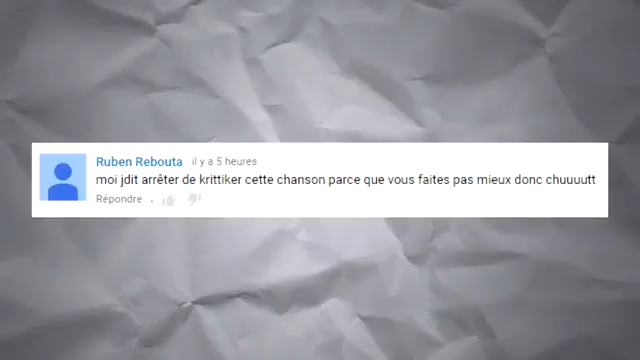 Ruben Rebouta il y a 5 heures
moi jdit arrêter de krittiker cette chanson parce que vous faites pas mieux donc chuuuutt
Répondre .